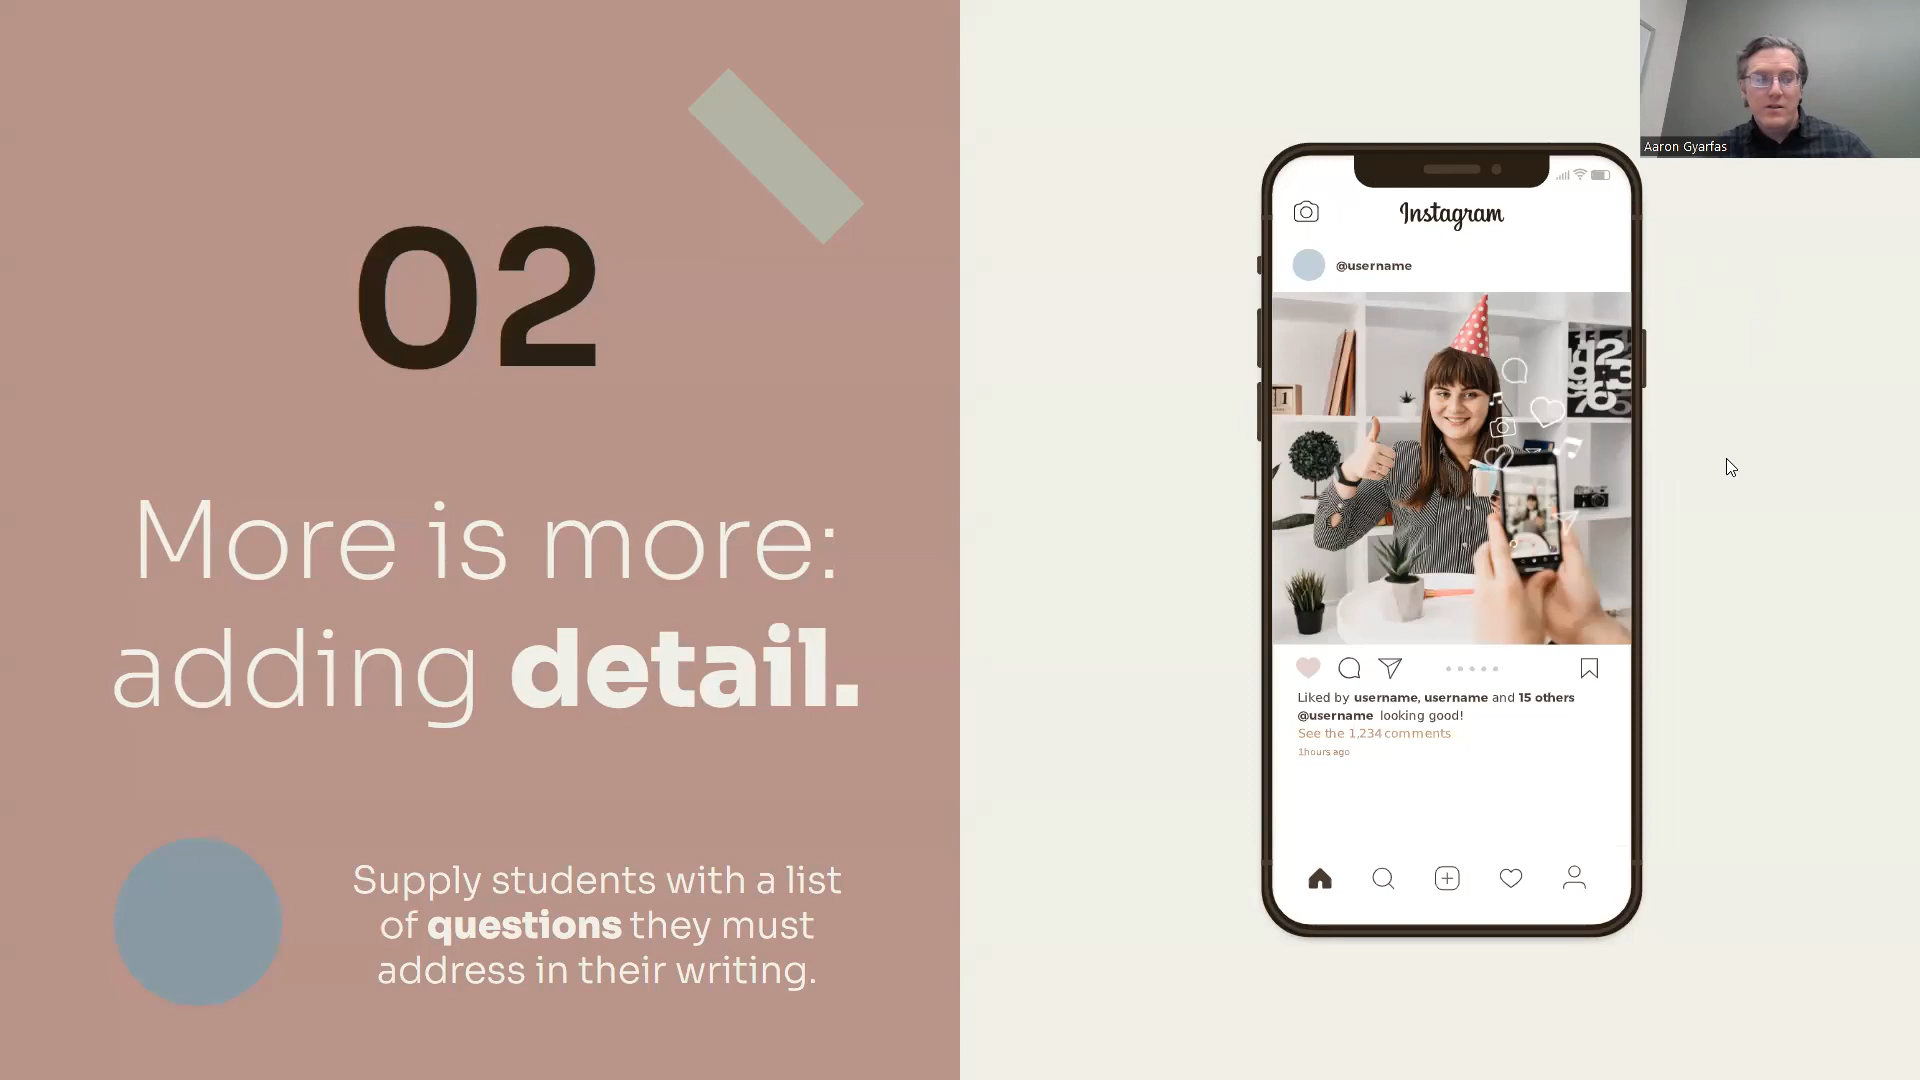 02
More is more:
adding detail.
Supply students with a list
of questions they must
address in their writing.
Aaron Gyarfas
Instagram
@username
Liked by username, username and 15 others
@username looking good!
See the 1,234 comments
1hours ago